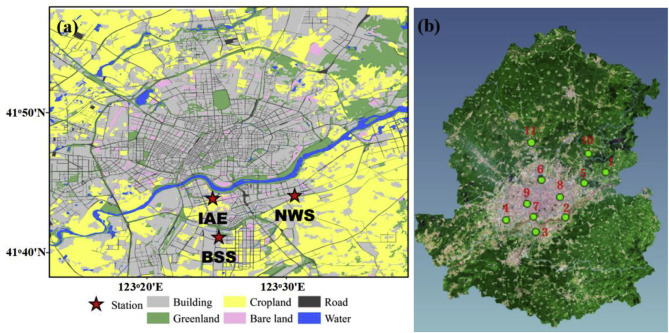 (a)
(b)
41°50'N
41°40'N
IAE
NWS
BSS
123°20'E
123°30'E
Station
Building
Cropland
Road
Greenland
Bare land
Water
11
10
1
6
5
8
9
4
7
2
3